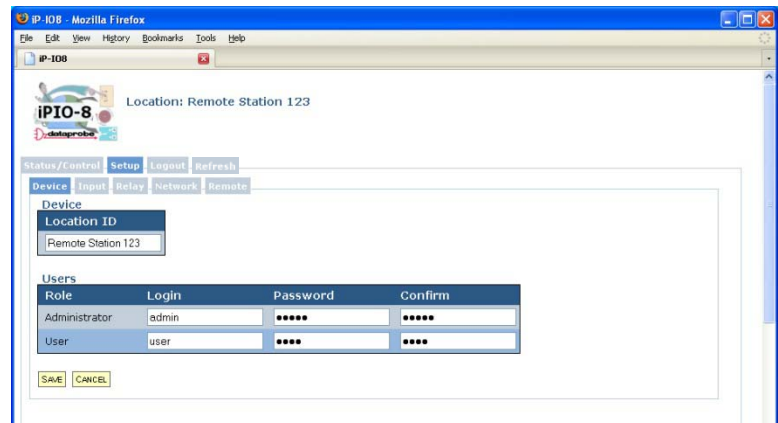 iP-IO8 - Mozilla Firefox
File Edit View History Bookmarks Tools Help
iP-IO8
iPIO-8
dataprobe
Location: Remote Station 123
Status/Control Setup Logout Refresh
Device Input Relay Network Remote
Device
Location ID
Remote Station 123
Users
Role Login Password Confirm
Administrator admin ●●●●● ●●●●●
User user ●●●● ●●●●
SAVE CANCEL